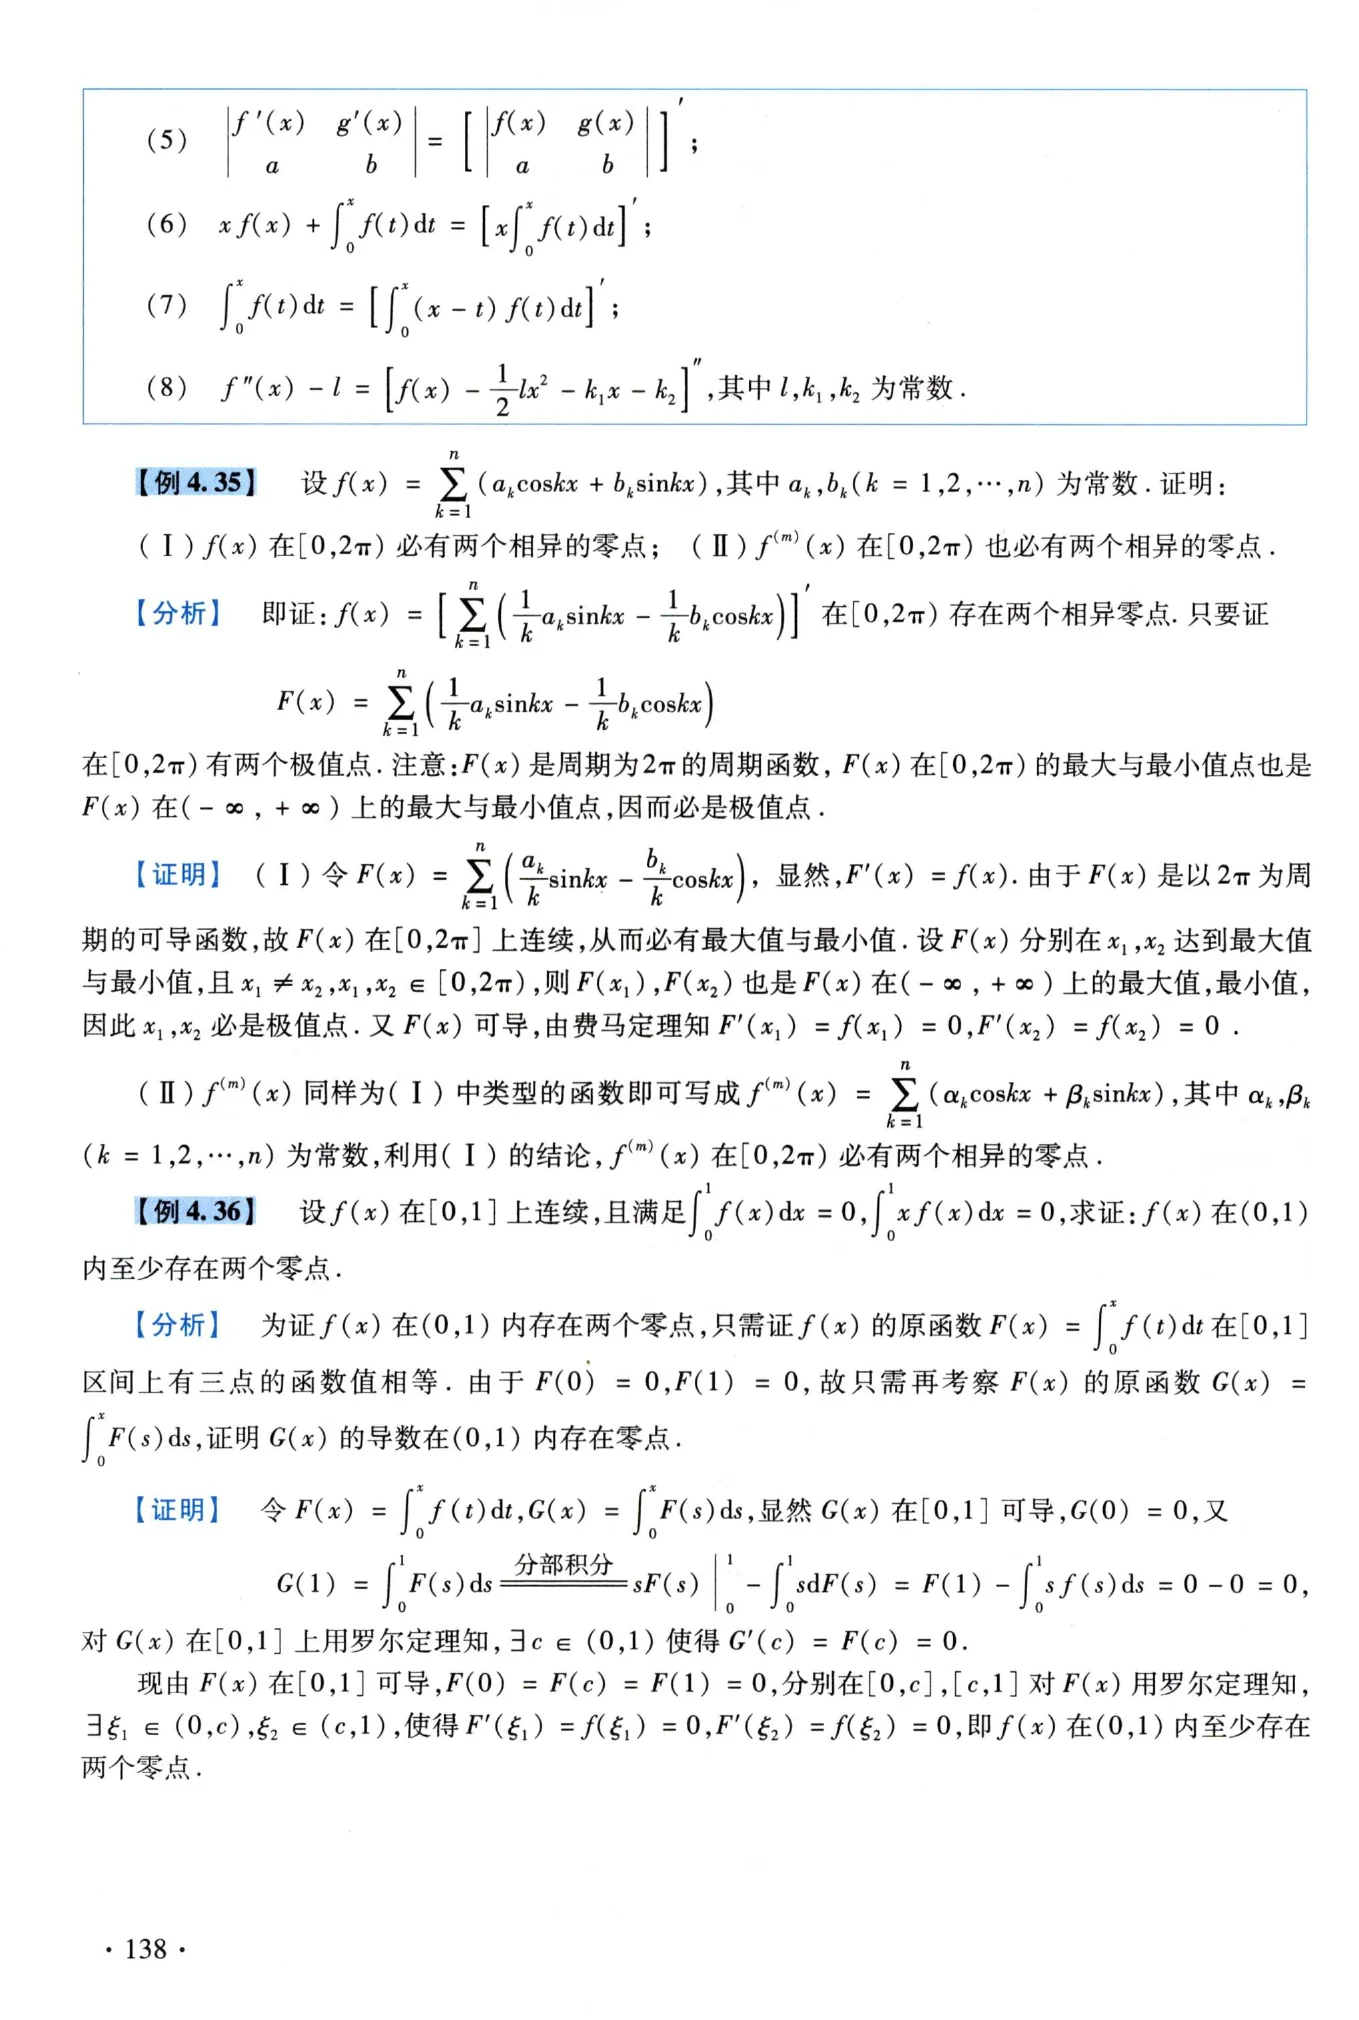 (5) $\begin{vmatrix} f'(x) & g'(x) \\ a & b \end{vmatrix} = \left[ \begin{vmatrix} f(x) & g(x) \\ a & b \end{vmatrix} \right]'$;
(6) $xf(x) + \int_0^x f(t)\mathrm{d}t = \left[x\int_0^x f(t)\mathrm{d}t\right]'$;
(7) $\int_0^x f(t)\mathrm{d}t = \left[\int_0^x (x-t)f(t)\mathrm{d}t\right]'$;
(8) $f''(x) - l = \left[f(x) - \frac{1}{2}lx^2 - k_1x - k_2\right]''$,其中 $l,k_1,k_2$ 为常数.
【例 4.35】 设 $f(x) = \sum_{k=1}^{n}(a_k\cos kx + b_k\sin kx)$,其中 $a_k,b_k(k = 1,2,\cdots,n)$ 为常数.证明:
(Ⅰ) $f(x)$ 在$[0,2\pi)$ 必有两个相异的零点; (Ⅱ) $f^{(m)}(x)$ 在$[0,2\pi)$ 也必有两个相异的零点.
【分析】 即证:$f(x) = \left[\sum_{k=1}^{n}\left(\frac{1}{k}a_k\sin kx - \frac{1}{k}b_k\cos kx\right)\right]'$ 在$[0,2\pi)$ 存在两个相异零点. 只要证
$F(x) = \sum_{k=1}^{n}\left(\frac{1}{k}a_k\sin kx - \frac{1}{k}b_k\cos kx\right)$
在$[0,2\pi)$ 有两个极值点. 注意:$F(x)$ 是周期为$2\pi$的周期函数, $F(x)$ 在$[0,2\pi)$ 的最大与最小值点也是
$F(x)$ 在$(-\infty,+\infty)$ 上的最大与最小值点,因而必是极值点.
【证明】 (Ⅰ) 令 $F(x) = \sum_{k=1}^{n}\left(\frac{a_k}{k}\sin kx - \frac{b_k}{k}\cos kx\right)$, 显然,$F'(x) = f(x)$. 由于 $F(x)$ 是以 $2\pi$ 为周
期的可导函数,故 $F(x)$ 在$[0,2\pi]$ 上连续,从而必有最大值与最小值. 设 $F(x)$ 分别在 $x_1,x_2$ 达到最大值
与最小值,且 $x_1 \neq x_2,x_1,x_2 \in [0,2\pi)$,则 $F(x_1),F(x_2)$ 也是 $F(x)$ 在$(-\infty,+\infty)$ 上的最大值,最小值,
因此 $x_1,x_2$ 必是极值点. 又 $F(x)$ 可导,由费马定理知 $F'(x_1) = f(x_1) = 0,F'(x_2) = f(x_2) = 0$.
(Ⅱ) $f^{(m)}(x)$ 同样为(Ⅰ) 中类型的函数即可写成 $f^{(m)}(x) = \sum_{k=1}^{n}(\alpha_k\cos kx + \beta_k\sin kx)$,其中 $\alpha_k,\beta_k$
$(k = 1,2,\cdots,n)$ 为常数,利用(Ⅰ) 的结论, $f^{(m)}(x)$ 在$[0,2\pi)$ 必有两个相异的零点.
【例 4.36】 设 $f(x)$ 在$[0,1]$ 上连续,且满足$\int_0^1 f(x)\mathrm{d}x = 0,\int_0^1 xf(x)\mathrm{d}x = 0$,求证:$f(x)$ 在$(0,1)$
内至少存在两个零点.
【分析】 为证 $f(x)$ 在$(0,1)$ 内存在两个零点,只需证 $f(x)$ 的原函数 $F(x) = \int_0^x f(t)\mathrm{d}t$ 在$[0,1]$
区间上有三点的函数值相等. 由于 $F(0) = 0,F(1) = 0$, 故只需再考察 $F(x)$ 的原函数 $G(x) =$
$\int_0^x F(s)\mathrm{d}s$,证明 $G(x)$ 的导数在$(0,1)$ 内存在零点.
【证明】 令 $F(x) = \int_0^x f(t)\mathrm{d}t,G(x) = \int_0^x F(s)\mathrm{d}s$,显然 $G(x)$ 在$[0,1]$ 可导,$G(0) = 0$,又
$G(1) = \int_0^1 F(s)\mathrm{d}s \overset{分部积分}{=\!=\!=} sF(s)\Big|_0^1 - \int_0^1 s\mathrm{d}F(s) = F(1) - \int_0^1 sf(s)\mathrm{d}s = 0 - 0 = 0$,
对 $G(x)$ 在$[0,1]$ 上用罗尔定理知, $\exists c \in (0,1)$ 使得 $G'(c) = F(c) = 0$.
现由 $F(x)$ 在$[0,1]$ 可导,$F(0) = F(c) = F(1) = 0$,分别在$[0,c],[c,1]$ 对 $F(x)$ 用罗尔定理知,
$\exists \xi_1 \in (0,c),\xi_2 \in (c,1)$,使得 $F'(\xi_1) = f(\xi_1) = 0,F'(\xi_2) = f(\xi_2) = 0$,即 $f(x)$ 在$(0,1)$ 内至少存在
两个零点.
· 138 ·